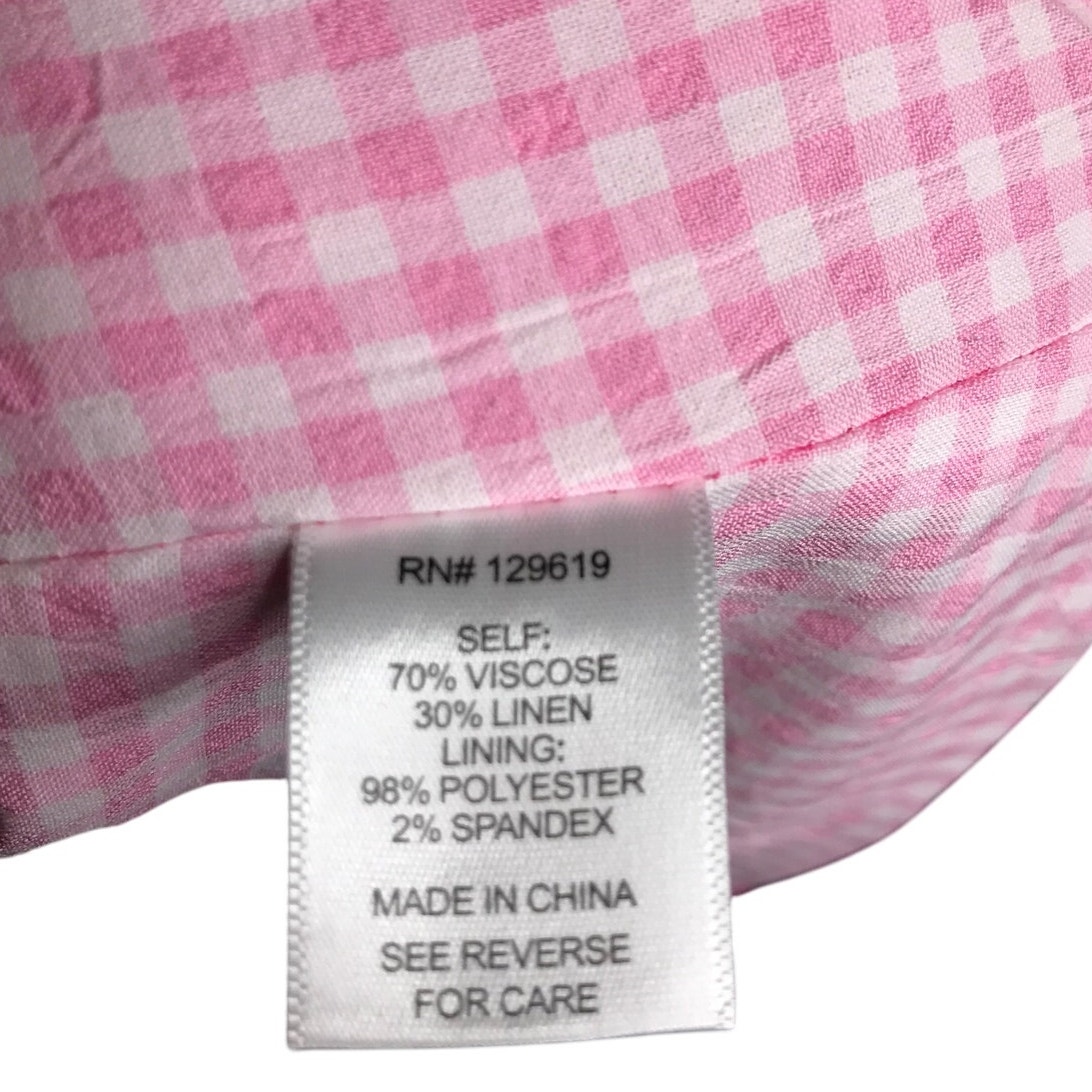 RN# 129619
SELF:
70% VISCOSE
30% LINEN
LINING:
98% POLYESTER
2% SPANDEX
MADE IN CHINA
SEE REVERSE
FOR CARE